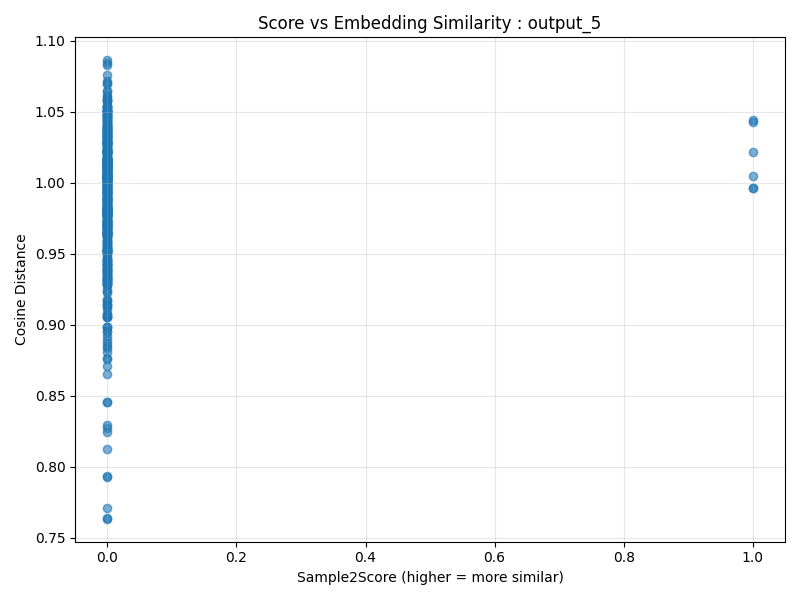 Score vs Embedding Similarity : output_5
1.10
1.05
1.00
0.95
0.90
0.85
0.80
0.75
Cosine Distance
0.0 0.2 0.4 0.6 0.8 1.0
Sample2Score (higher = more similar)